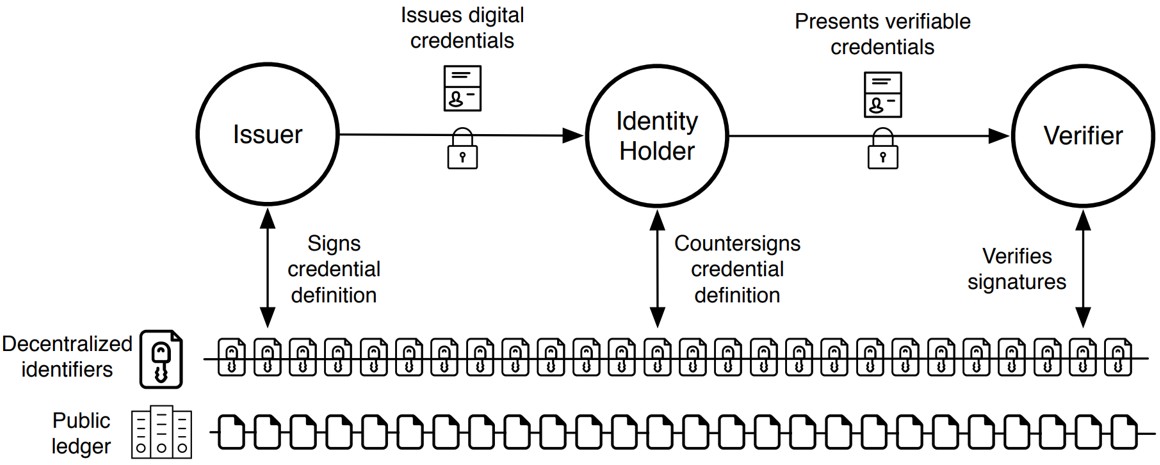 Issues digital
credentials
Presents verifiable
credentials
Issuer
Identity
Holder
Verifier
Signs
credential
definition
Countersigns
credential
definition
Verifies
signatures
Decentralized
identifiers
Public
ledger